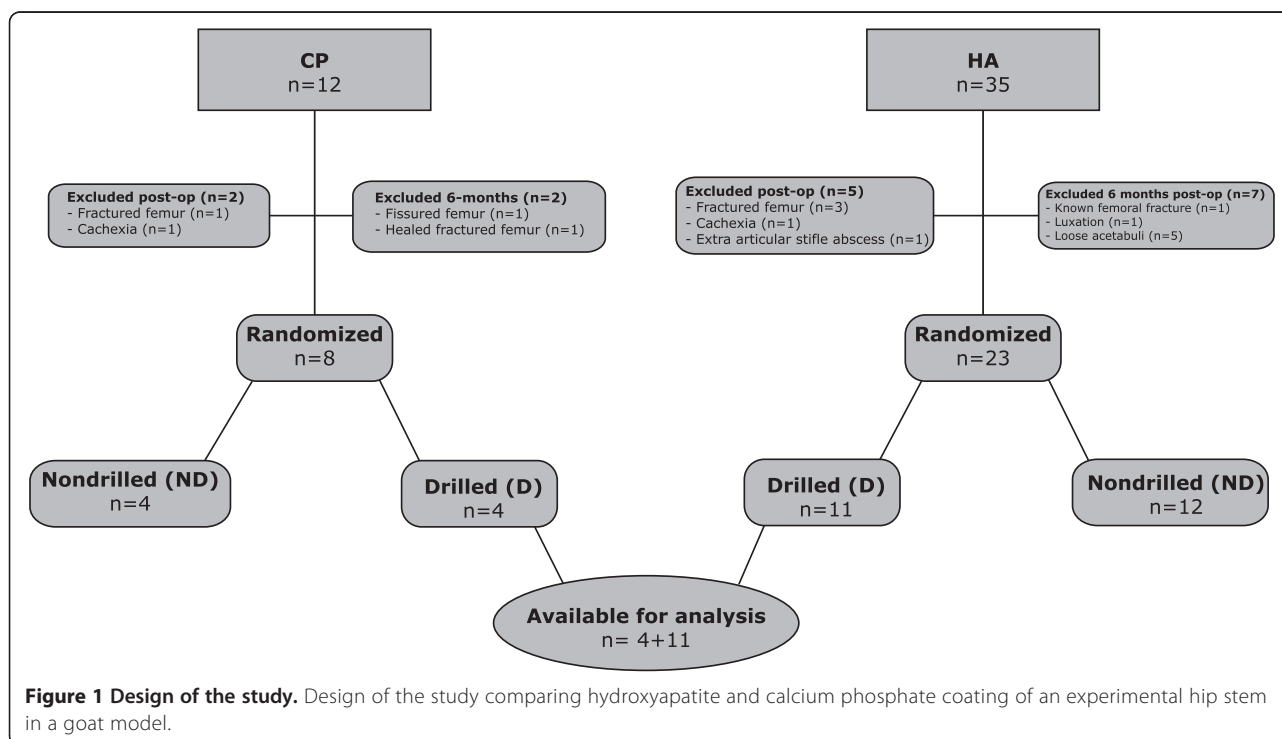 CP
n=12
HA
n=35
Excluded post-op (n=2)
- Fractured femur (n=1)
- Cachexia (n=1)
Excluded 6-months (n=2)
- Fissured femur (n=1)
- Healed fractured femur (n=1)
Excluded post-op (n=5)
- Fractured femur (n=3)
- Cachexia (n=1)
- Extra articular stifle abscess (n=1)
Excluded 6 months post-op (n=7)
- Known femoral fracture (n=1)
- Luxation (n=1)
- Loose acetabuli (n=5)
Randomized
n=8
Randomized
n=23
Nondrilled (ND)
n=4
Drilled (D)
n=4
Drilled (D)
n=11
Nondrilled (ND)
n=12
Available for analysis
n= 4+11
Figure 1 Design of the study. Design of the study comparing hydroxyapatite and calcium phosphate coating of an experimental hip stem
in a goat model.